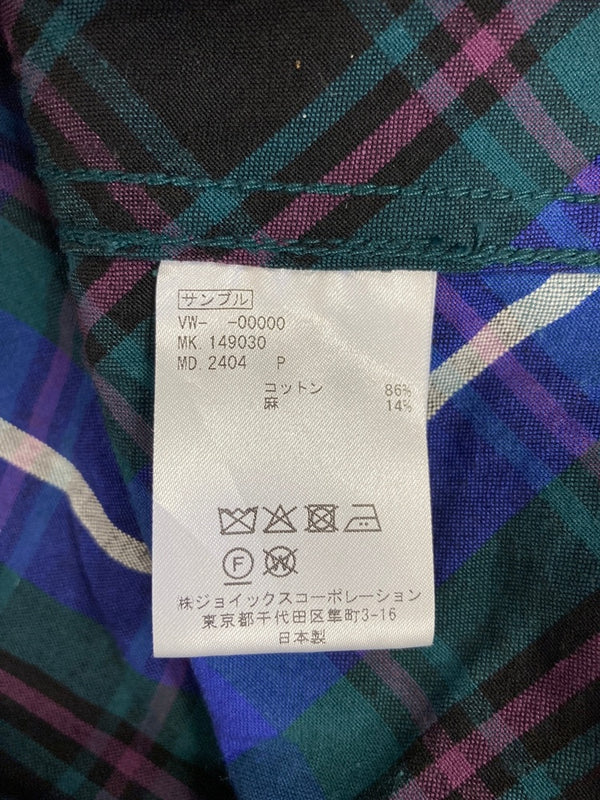 サンプル
VW- -00000
MK. 149030
MD. 2404 P
コットン 86%
麻 14%
F
W
㈱ジョイックスコーポレーション
東京都千代田区隼町3-16
日本製